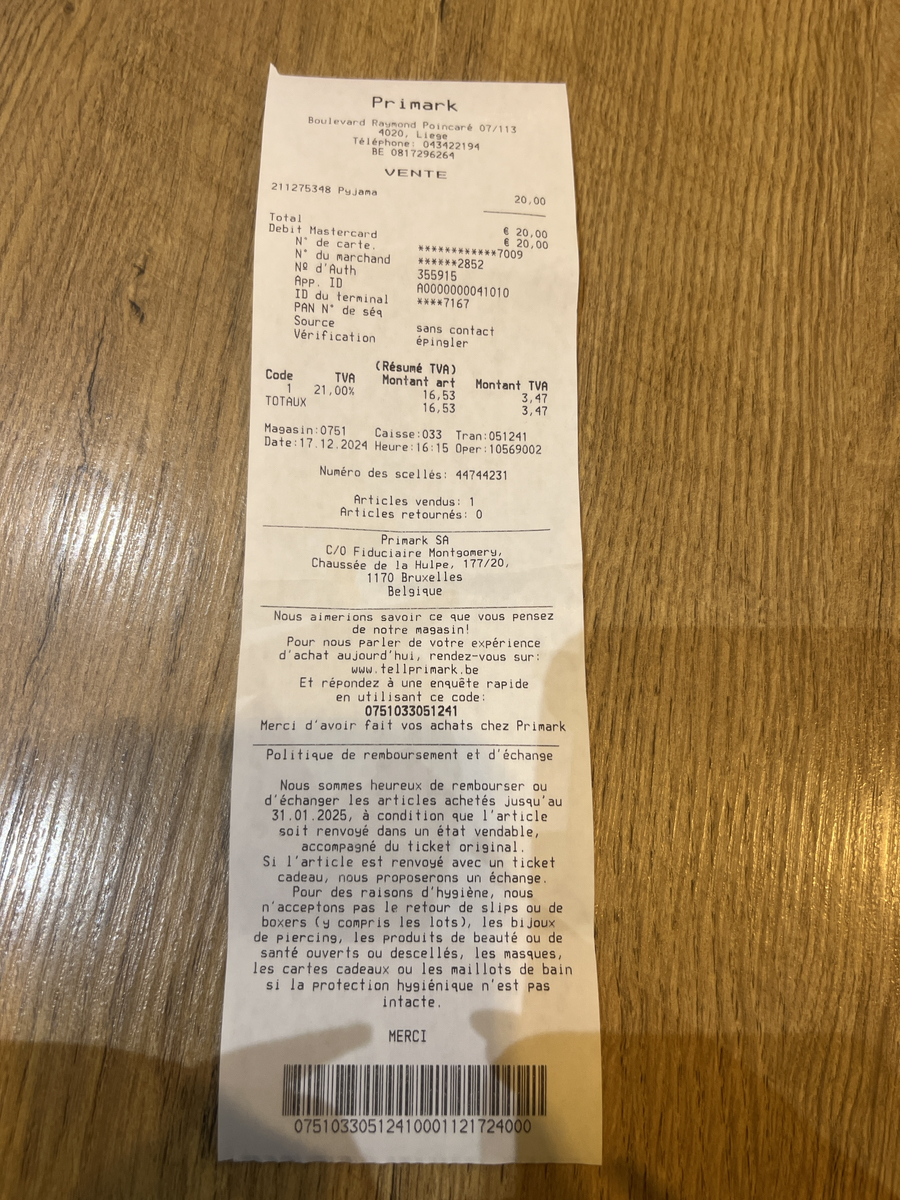 Primark
Boulevard Raymond Poincaré 07/113
4020, Liege
Téléphone: 043422194
BE 0817296264
VENTE
211275348 Pyjama 20,00
Total € 20,00
Debit Mastercard € 20,00
N° de carte. ************7009
N° du marchand ******2852
Nº d'Auth 355915
App. ID A0000000041010
ID du terminal ****7167
PAN N° de séq
Source sans contact
Vérification épingler
(Résumé TVA)
Code TVA Montant art Montant TVA
1 21,00% 16,53 3,47
TOTAUX 16,53 3,47
Magasin:0751 Caisse:033 Tran:051241
Date:17.12.2024 Heure:16:15 Oper:10569002
Numéro des scellés: 44744231
Articles vendus: 1
Articles retournés: 0
Primark SA
C/O Fiduciaire Montgomery,
Chaussée de la Hulpe, 177/20,
1170 Bruxelles
Belgique
Nous aimerions savoir ce que vous pensez
de notre magasin!
Pour nous parler de votre expérience
d'achat aujourd'hui, rendez-vous sur:
www.tellprimark.be
Et répondez à une enquête rapide
en utilisant ce code:
0751033051241
Merci d'avoir fait vos achats chez Primark
Politique de remboursement et d'échange
Nous sommes heureux de rembourser ou
d'échanger les articles achetés jusqu'au
31.01.2025, à condition que l'article
soit renvoyé dans un état vendable,
accompagné du ticket original.
Si l'article est renvoyé avec un ticket
cadeau, nous proposerons un échange.
Pour des raisons d'hygiène, nous
n'acceptons pas le retour de slips ou de
boxers (y compris les lots), les bijoux
de piercing, les produits de beauté ou de
santé ouverts ou descellés, les masques,
les cartes cadeaux ou les maillots de bain
si la protection hygiénique n'est pas
intacte.
MERCI
07510330512410001121724000